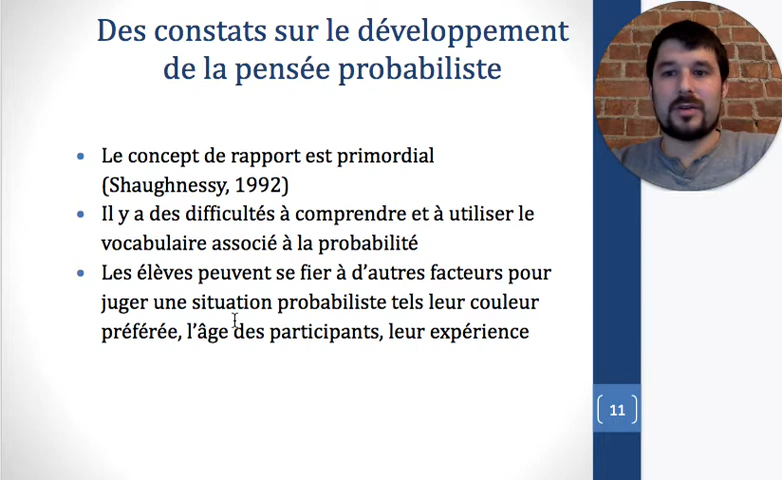 Des constats sur le développement
de la pensée probabiliste
• Le concept de rapport est primordial
(Shaughnessy, 1992)
• Il y a des difficultés à comprendre et à utiliser le
vocabulaire associé à la probabilité
• Les élèves peuvent se fier à d’autres facteurs pour
juger une situation probabiliste tels leur couleur
préférée, l’âge des participants, leur expérience
11